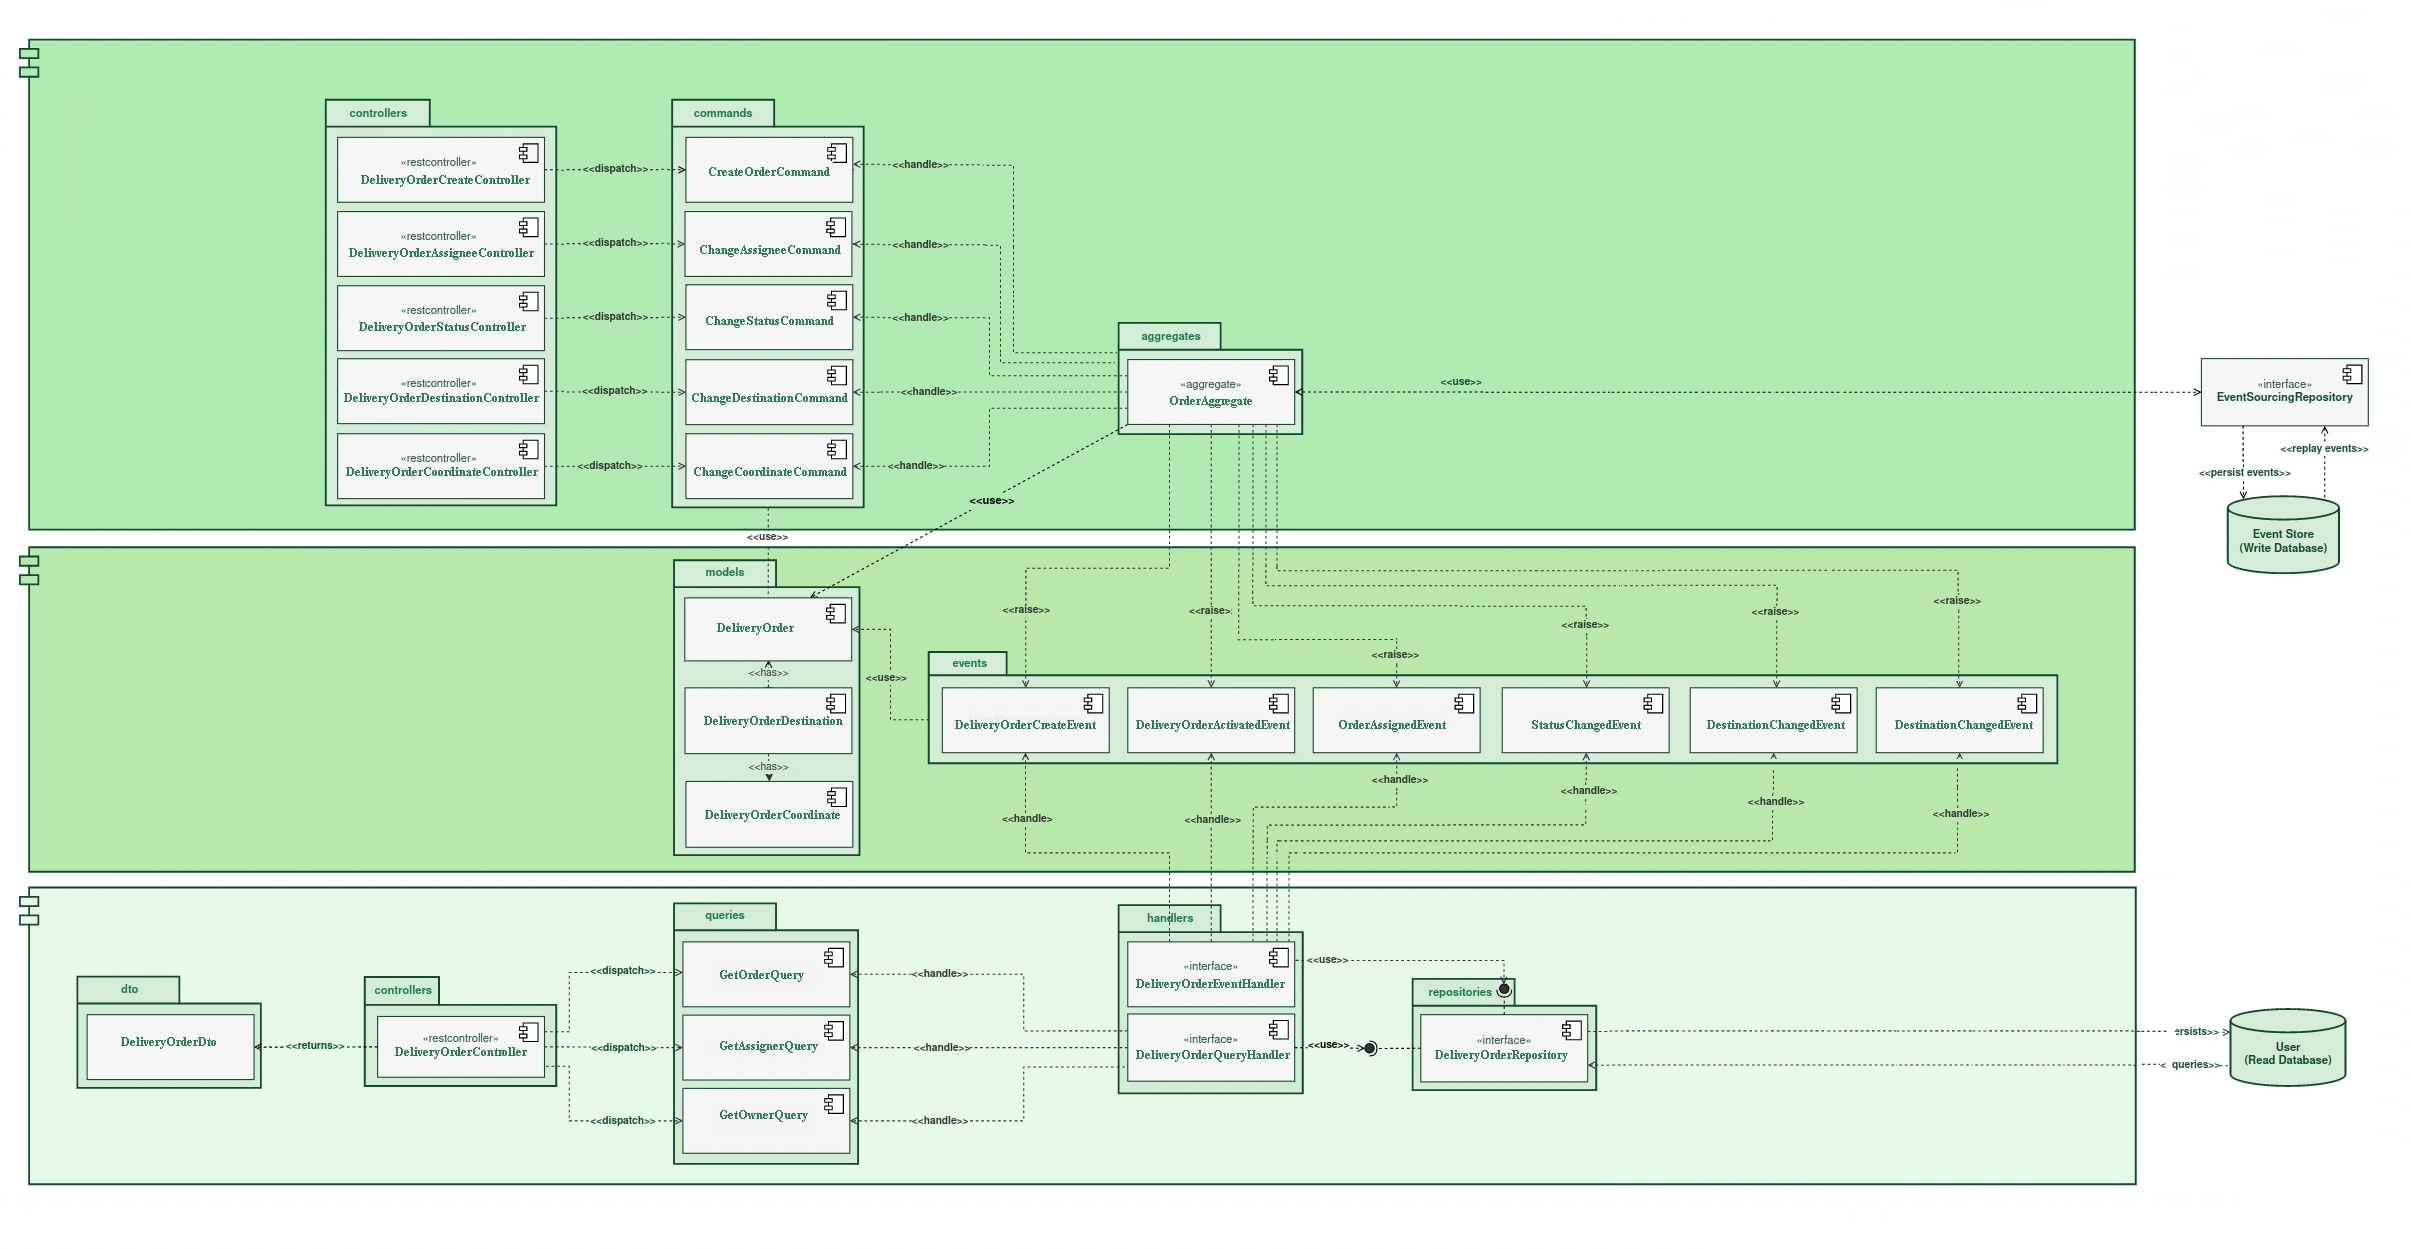 controllers
«restcontroller»
DeliveryOrderCreateController
«restcontroller»
DelivveryOrderAssigneeController
«restcontroller»
DeliveryOrderStatusController
«restcontroller»
DeliveryOrderDestinationController
«restcontroller»
DeliveryOrderCoordinateController
<<dispatch>>
<<dispatch>>
<<dispatch>>
<<dispatch>>
<<dispatch>>
commands
CreateOrderCommand
ChangeAssigneeCommand
ChangeStatusCommand
ChangeDestinationCommand
ChangeCoordinateCommand
<<handle>>
<<handle>>
<<handle>>
<<handle>>
<<handle>>
aggregates
«aggregate»
OrderAggregate
<<use>>
«interface»
EventSourcingRepository
<<replay events>>
<<persist events>>
Event Store
(Write Database)
<<use>>
<<use>>
models
DeliveryOrder
<<has>>
DeliveryOrderDestination
<<has>>
DeliveryOrderCoordinate
<<use>>
<<raise>>
<<raise>
<<raise>>
<<raise>>
<<raise>>
<<raise>>
events
DeliveryOrderCreateEvent
DeliveryOrderActivatedEvent
OrderAssignedEvent
StatusChangedEvent
DestinationChangedEvent
DestinationChangedEvent
<<handle>
<<handle>>
<<handle>>
<<handle>>
<<handle>>
<<handle>>
dto
DeliveryOrderDto
<<returns>>
controllers
«restcontroller»
DeliveryOrderController
<<dispatch>>
<<dispatch>>
<<dispatch>>
queries
GetOrderQuery
GetAssignerQuery
GetOwnerQuery
<<handle>>
<<handle>>
<<handle>>
handlers
«interface»
DeliveryOrderEventHandler
«interface»
DeliveryOrderQueryHandler
<<use>>
<<use>>
repositories
«interface»
DeliveryOrderRepository
ersists>>
< queries>>
User
(Read Database)